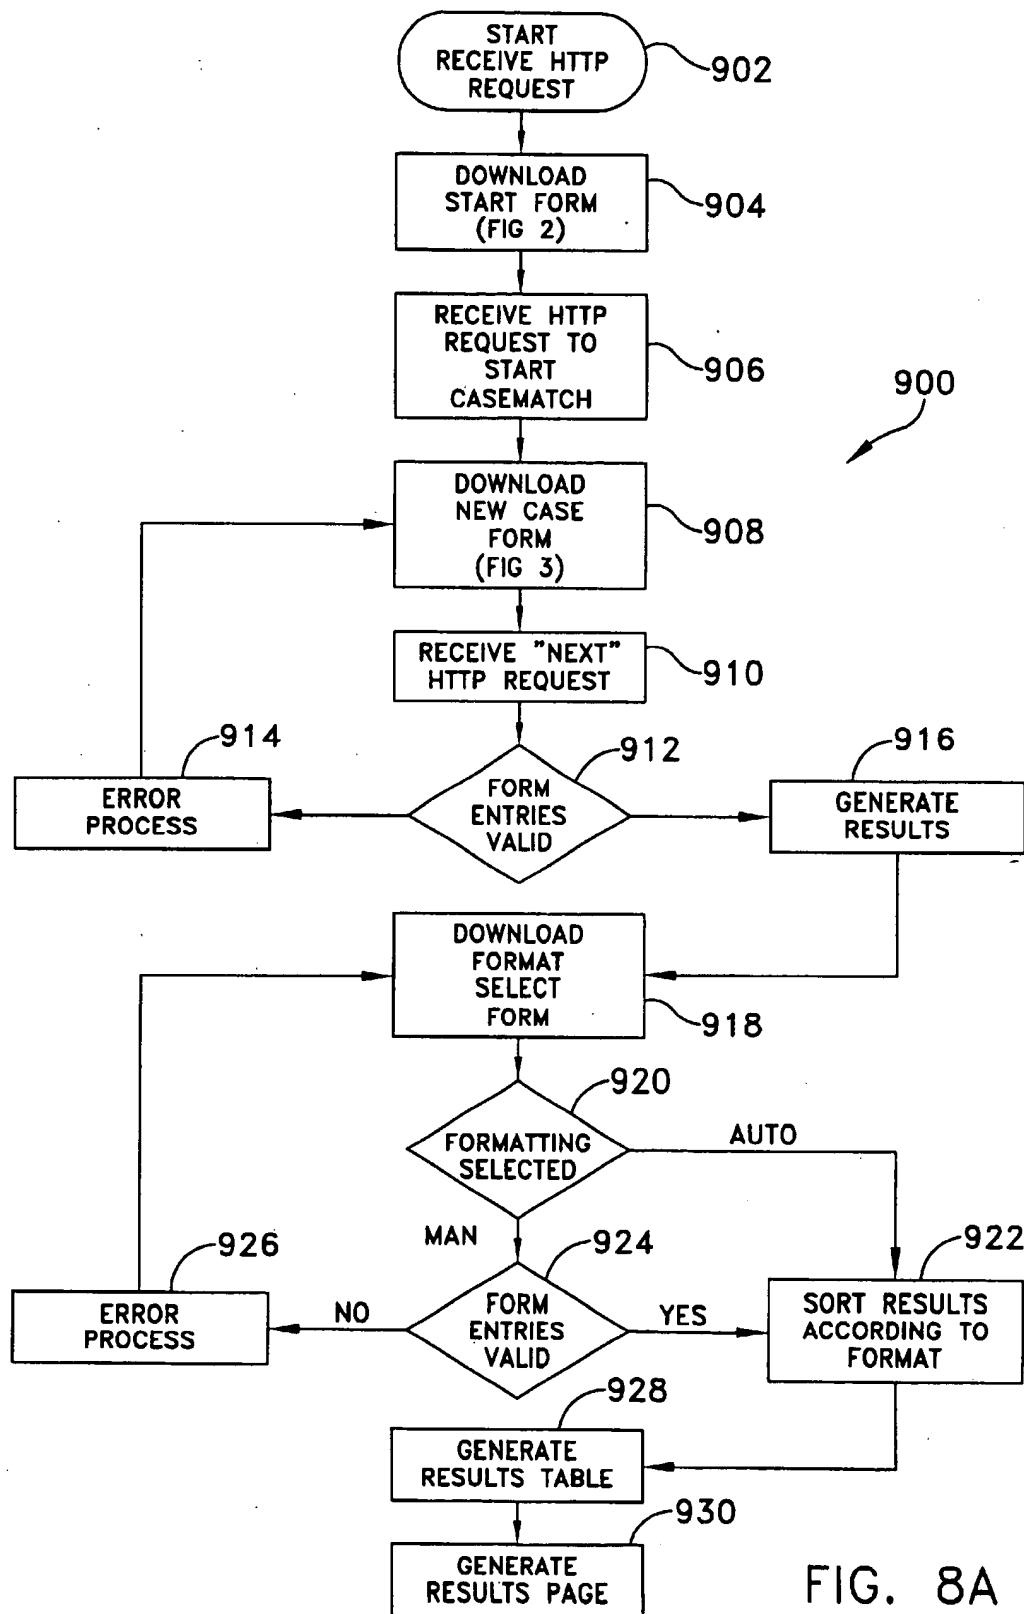 START
RECEIVE HTTP
REQUEST
902
DOWNLOAD
START FORM
(FIG 2)
904
RECEIVE HTTP
REQUEST TO
START
CASEMATCH
906
900
DOWNLOAD
NEW CASE
FORM
(FIG 3)
908
RECEIVE "NEXT"
HTTP REQUEST
910
914
ERROR
PROCESS
912
FORM
ENTRIES
VALID
916
GENERATE
RESULTS
DOWNLOAD
FORMAT
SELECT
FORM
918
920
FORMATTING
SELECTED
AUTO
MAN
926
ERROR
PROCESS
NO
924
FORM
ENTRIES
VALID
YES
922
SORT RESULTS
ACCORDING TO
FORMAT
928
GENERATE
RESULTS TABLE
930
GENERATE
RESULTS PAGE
FIG. 8A